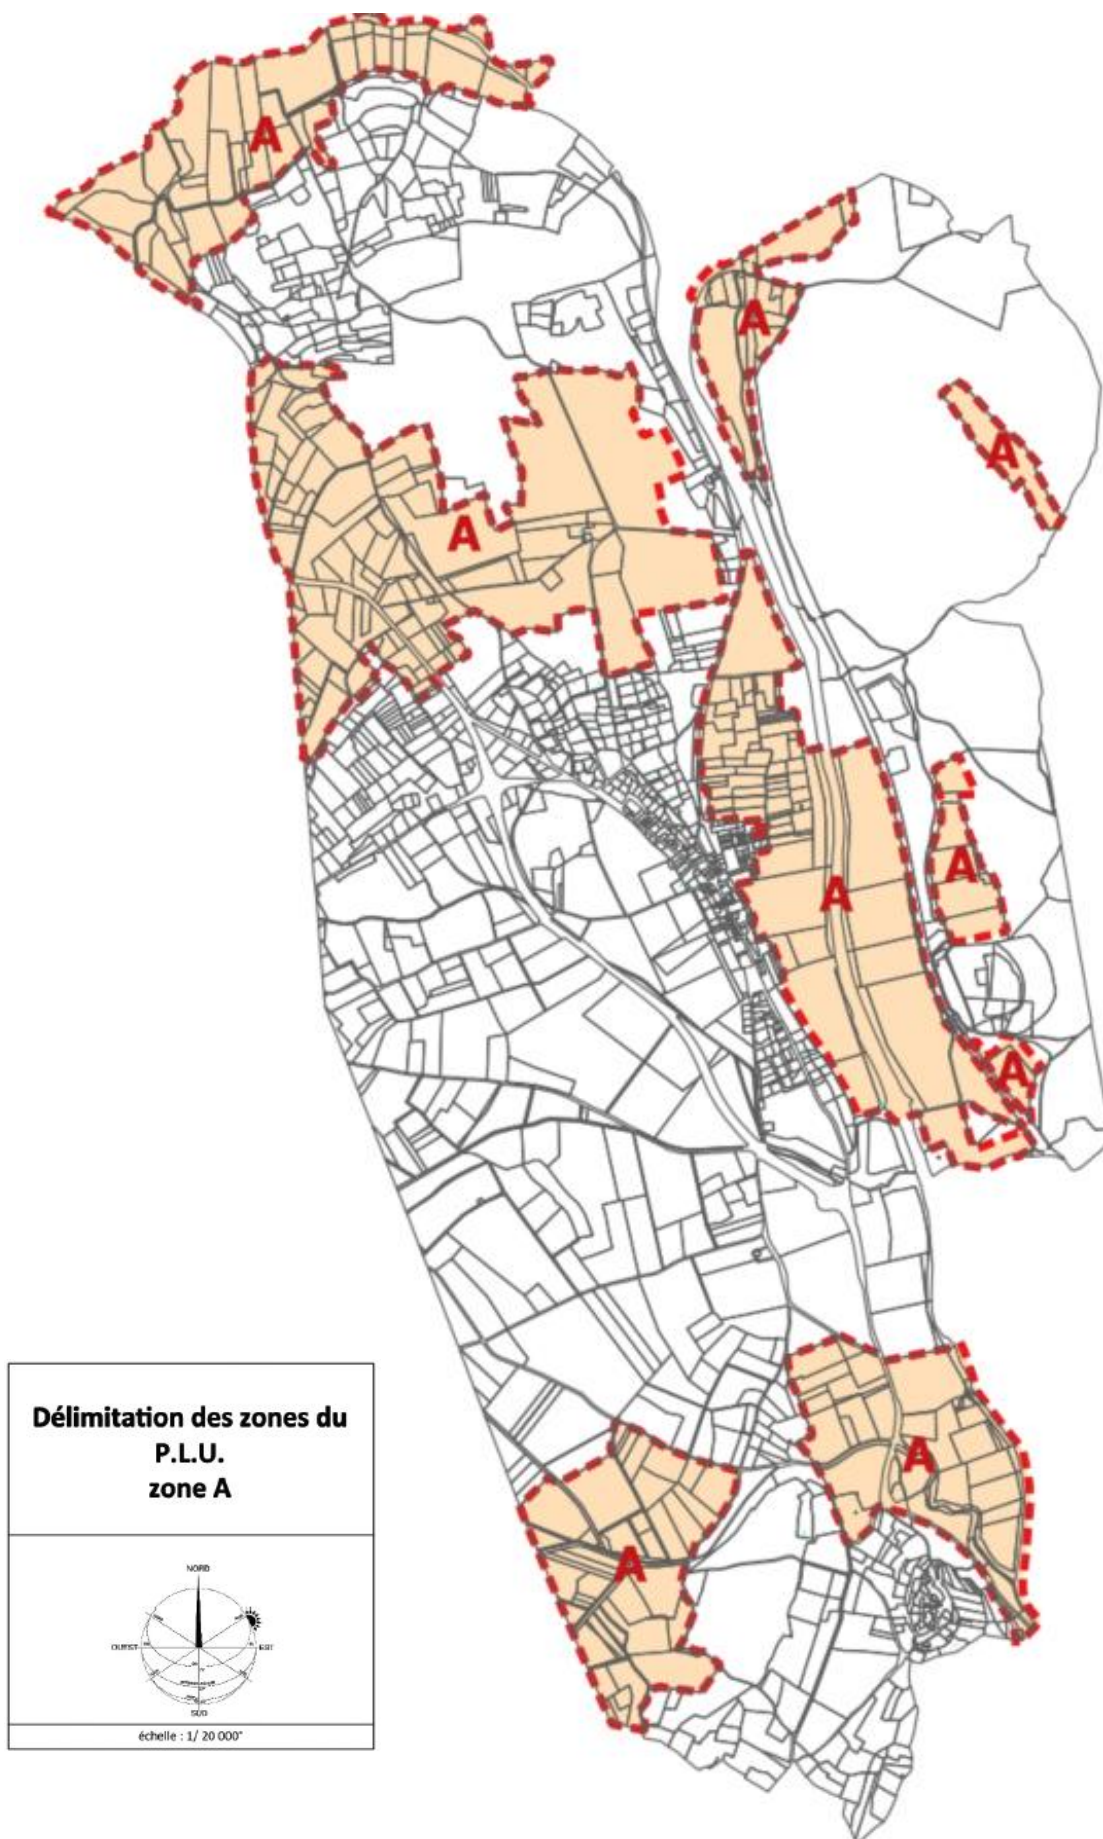 A
A
A
A
A
A
A
A
A
A
Délimitation des zones du
P.L.U.
zone A
NORD
OUEST
EST
SUD
échelle : 1/ 20 000°